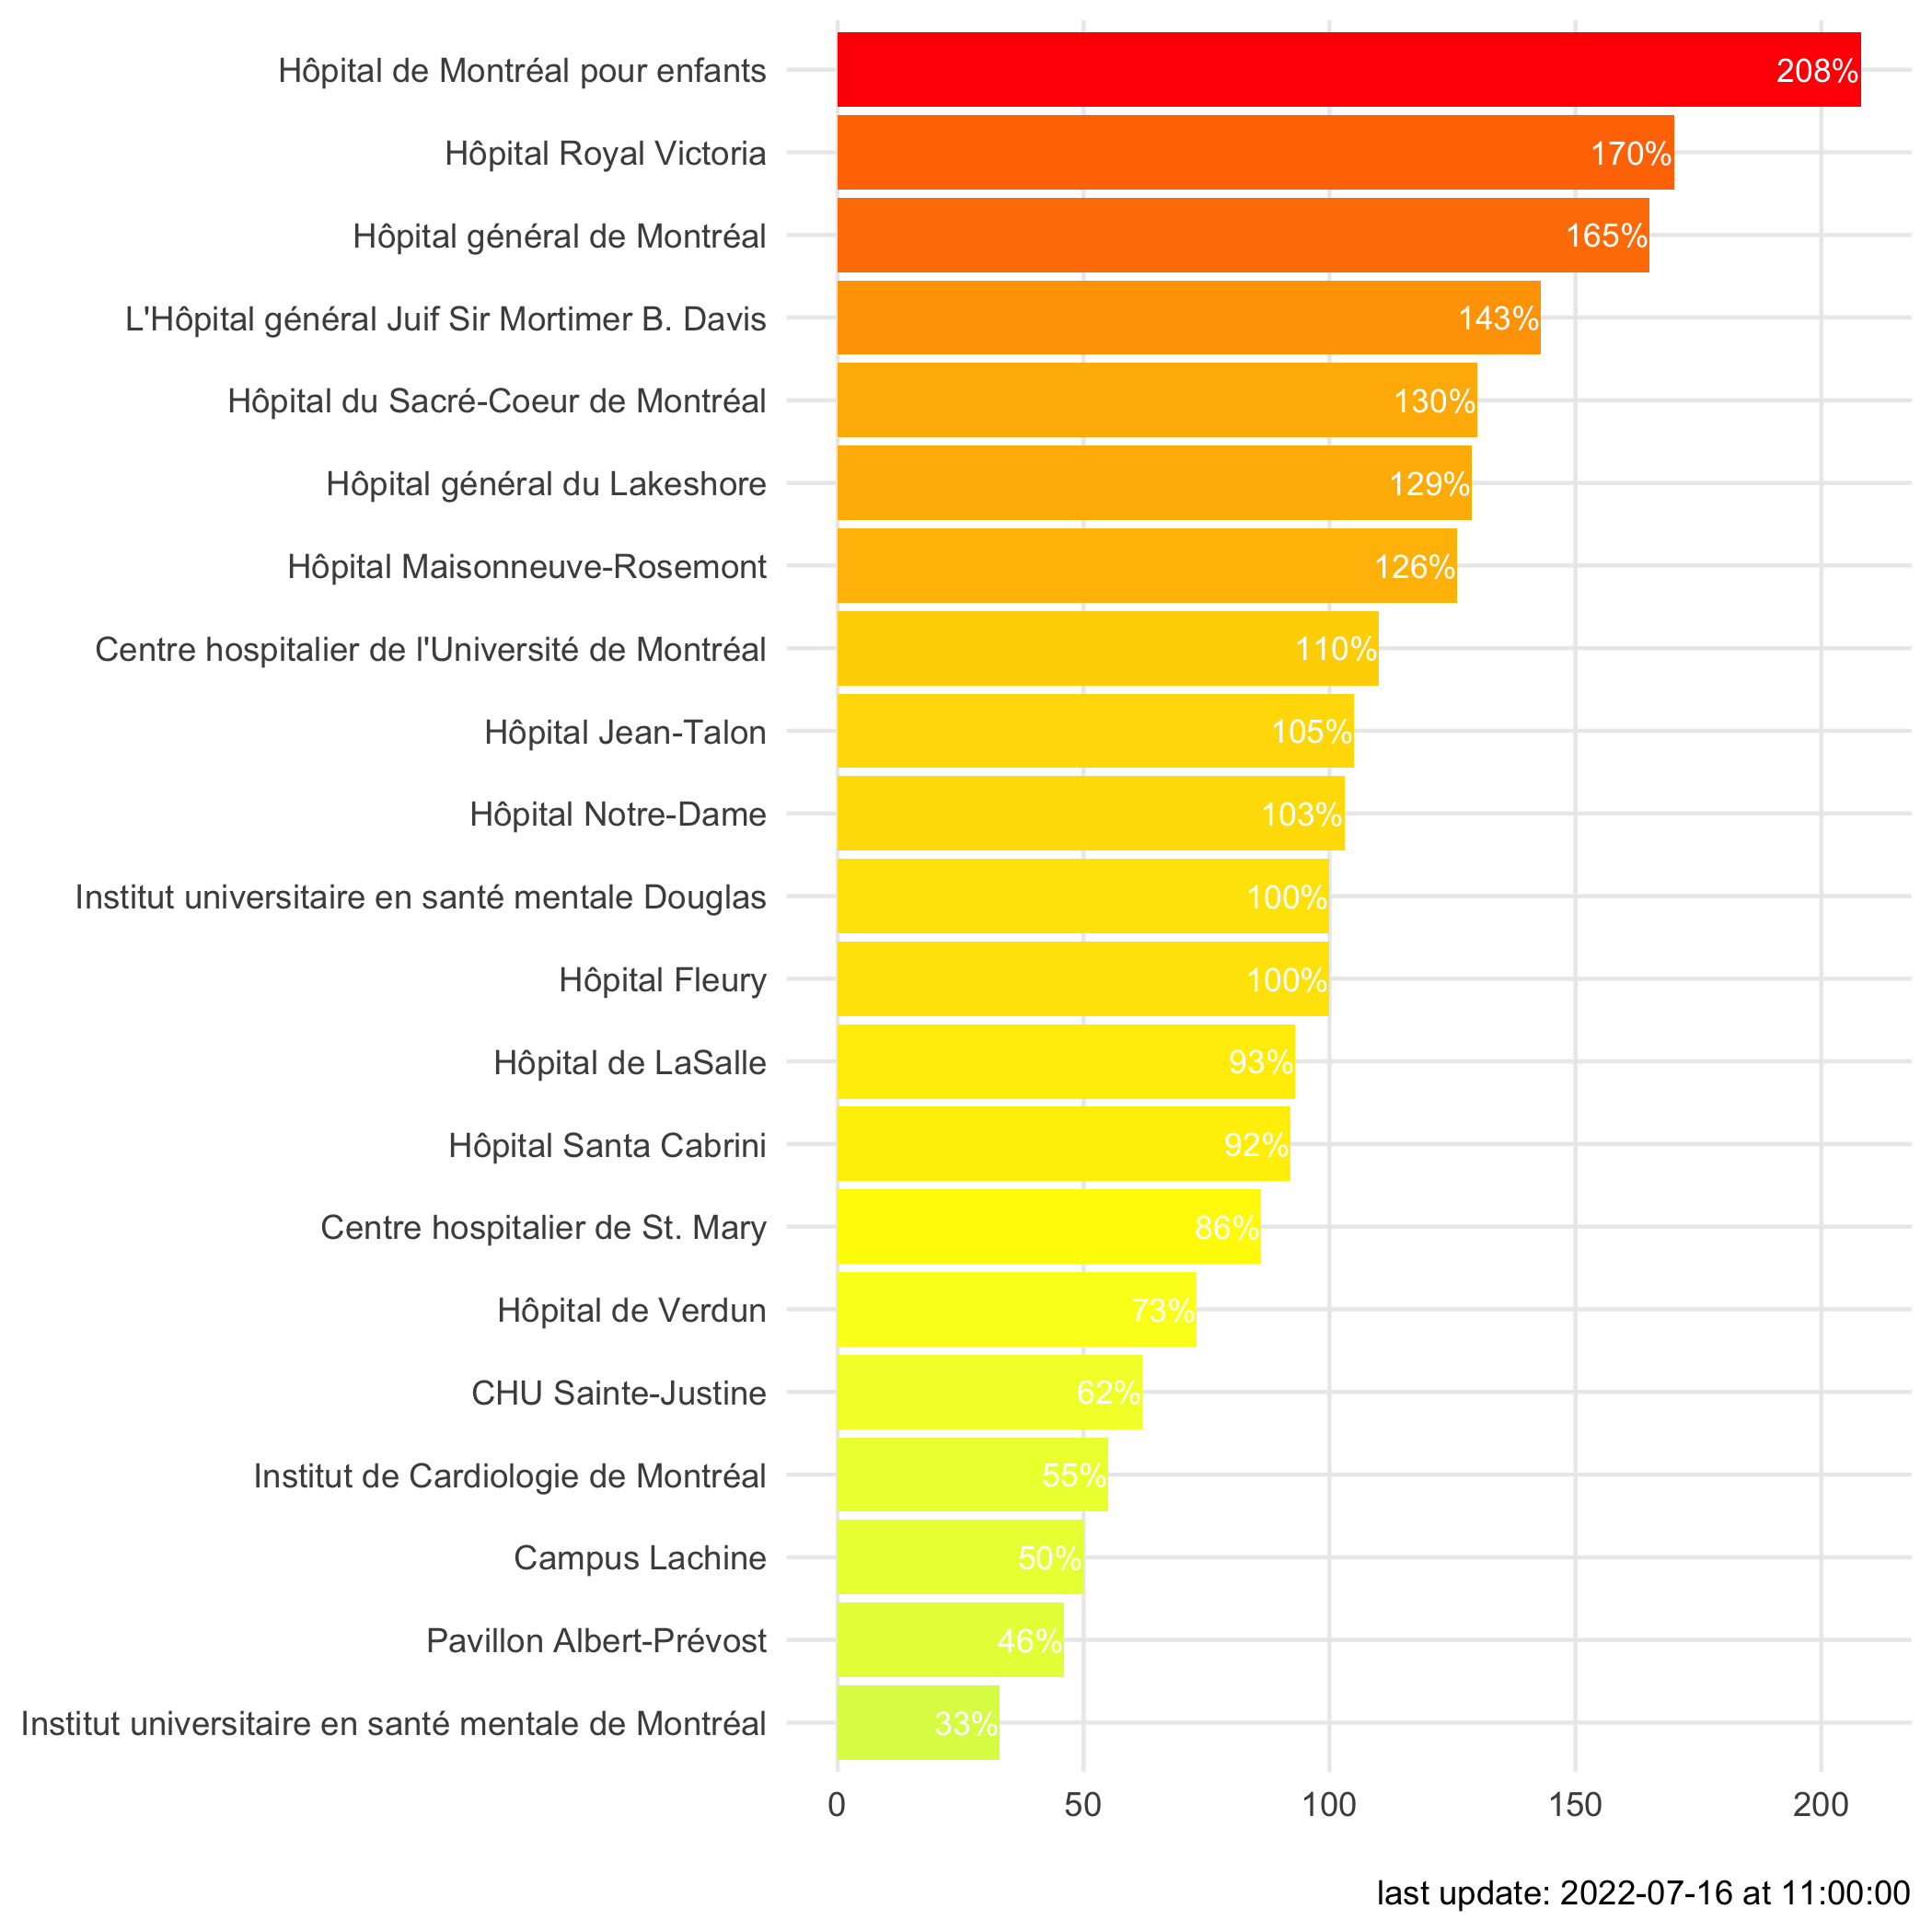 Hôpital de Montréal pour enfants 208%
Hôpital Royal Victoria 170%
Hôpital général de Montréal 165%
L'Hôpital général Juif Sir Mortimer B. Davis 143%
Hôpital du Sacré-Coeur de Montréal 130%
Hôpital général du Lakeshore 129%
Hôpital Maisonneuve-Rosemont 126%
Centre hospitalier de l'Université de Montréal 110%
Hôpital Jean-Talon 105%
Hôpital Notre-Dame 103%
Institut universitaire en santé mentale Douglas 100%
Hôpital Fleury 100%
Hôpital de LaSalle 93%
Hôpital Santa Cabrini 92%
Centre hospitalier de St. Mary 86%
Hôpital de Verdun 73%
CHU Sainte-Justine 62%
Institut de Cardiologie de Montréal 55%
Campus Lachine 50%
Pavillon Albert-Prévost 46%
Institut universitaire en santé mentale de Montréal 33%
0 50 100 150 200
last update: 2022-07-16 at 11:00:00